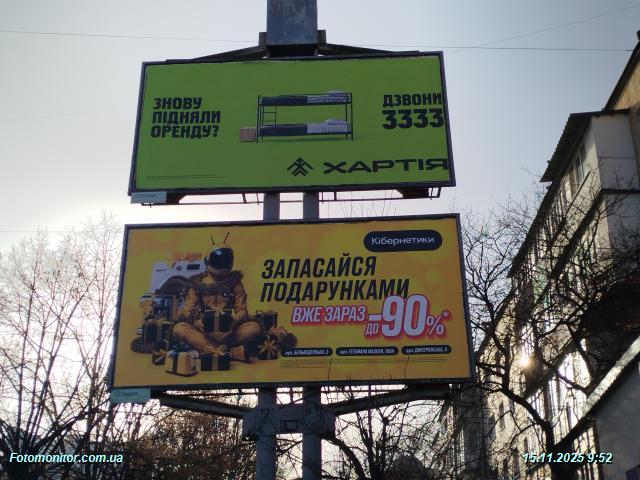 ЗНОВУ
ПІДНЯЛИ
ОРЕНДУ?
ДЗВОНИ
3333
ХАРТІЯ
Кібернетики
ЗАПАСАЙСЯ
ПОДАРУНКАМИ
ВЖЕ ЗАРАЗ ДО -90%*
Fotomonitor.com.ua
15.11.2025 9:52